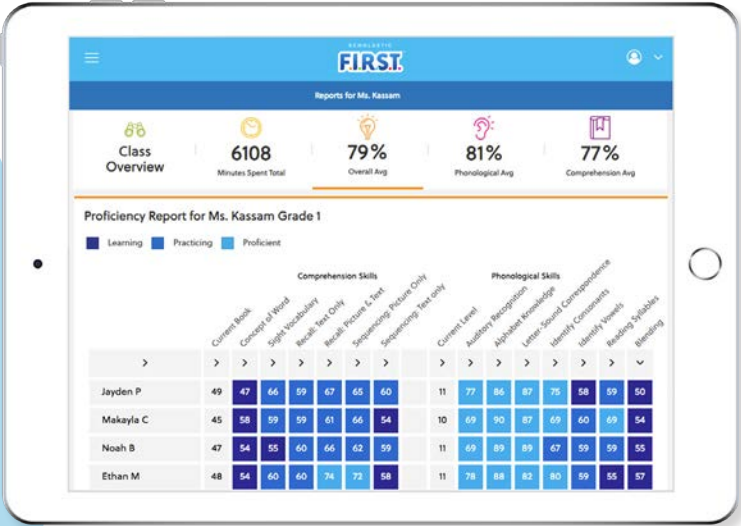 SCHOLASTIC
F.I.R.S.T.
Reports for Ms. Kassam
Class Overview
6108
Minutes Spent Total
79%
Overall Avg
81%
Phonological Avg
77%
Comprehension Avg
Proficiency Report for Ms. Kassam Grade 1
Learning Practicing Proficient
Comprehension Skills Phonological Skills
Current Book
Concept of Word
Sight Vocabulary
Recall: Text Only
Recall: Picture & Text
Sequencing: Picture Only
Sequencing: Text only
Current Level
Auditory Recognition
Alphabet Knowledge
Letter-Sound Correspondence
Identify Consonants
Identify Vowels
Reading Syllables
Blending
Jayden P 49 47 66 59 67 65 60 11 77 86 87 75 58 59 50
Makayla C 45 58 59 59 61 66 54 10 69 90 87 69 60 69 54
Noah B 47 54 55 60 66 62 59 11 69 89 89 67 59 59 55
Ethan M 48 54 60 60 74 72 58 11 78 88 82 80 59 55 57